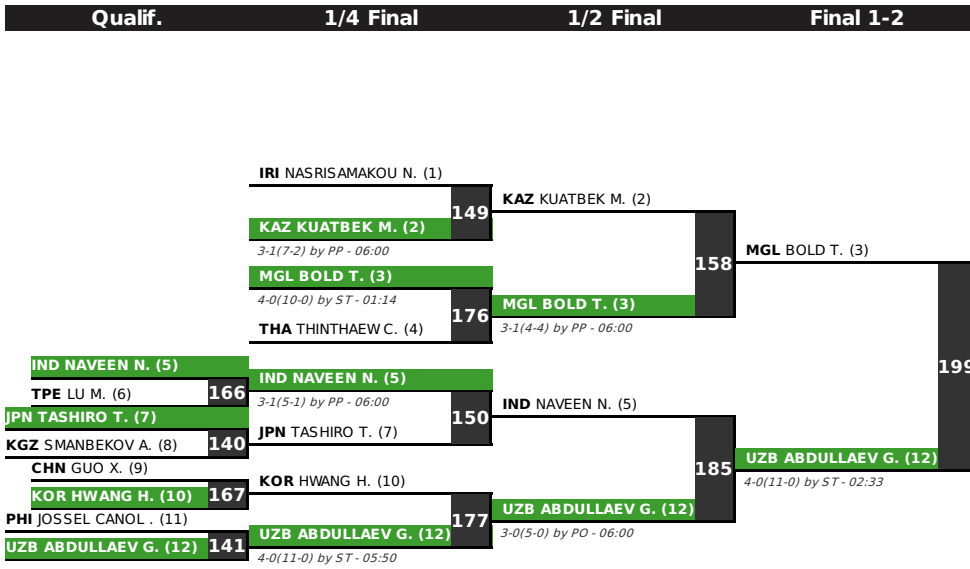 Qualif. 1/4 Final 1/2 Final Final 1-2
IRI NASRISAMAKOU N. (1)
149
KAZ KUATBEK M. (2)
KAZ KUATBEK M. (2)
3-1(7-2) by PP - 06:00
158
MGL BOLD T. (3)
MGL BOLD T. (3)
4-0(10-0) by ST - 01:14
176
MGL BOLD T. (3)
THA THINTHAEW C. (4)
3-1(4-4) by PP - 06:00
IND NAVEEN N. (5)
199
TPE LU M. (6)
166
IND NAVEEN N. (5)
3-1(5-1) by PP - 06:00
150
IND NAVEEN N. (5)
JPN TASHIRO T. (7)
KGZ SMANBEKOV A. (8)
140
JPN TASHIRO T. (7)
CHN GUO X. (9)
185
UZB ABDULLAEV G. (12)
4-0(11-0) by ST - 02:33
KOR HWANG H. (10)
167
KOR HWANG H. (10)
PHI JOSSEL CANOL . (11)
177
UZB ABDULLAEV G. (12)
3-0(5-0) by PO - 06:00
UZB ABDULLAEV G. (12)
141
UZB ABDULLAEV G. (12)
4-0(11-0) by ST - 05:50